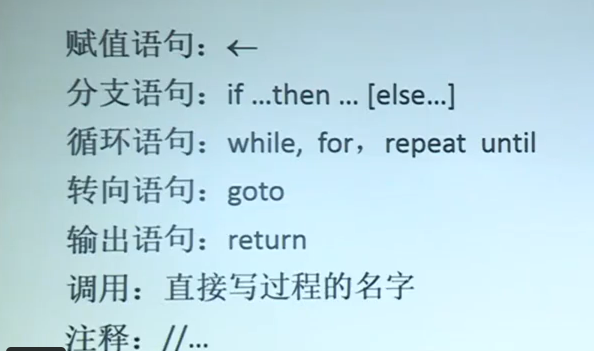 赋值语句：←
分支语句：if ...then ... [else...]
循环语句：while, for，repeat until
转向语句：goto
输出语句：return
调用：直接写过程的名字
注释：//...